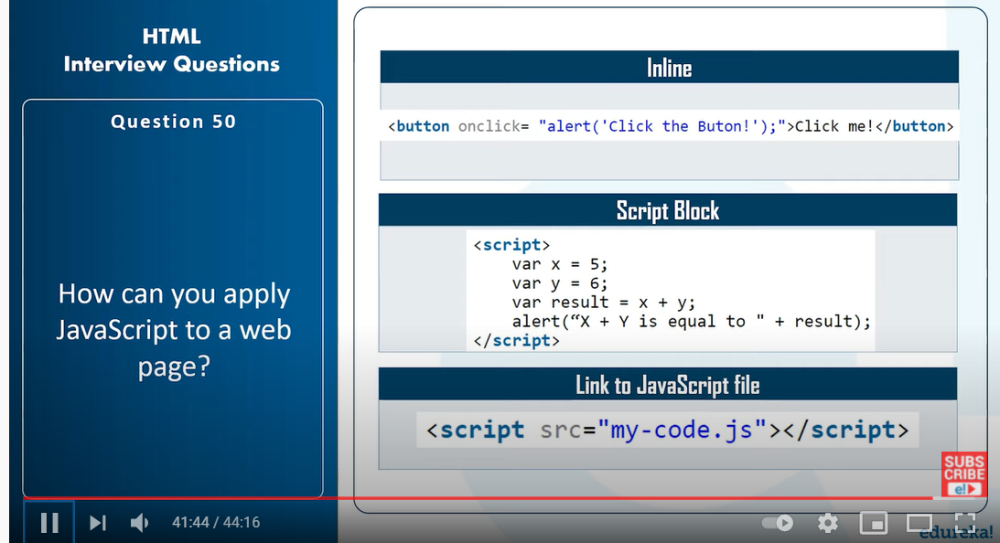 HTML
Interview Questions
Question 50
How can you apply
JavaScript to a web
page?
Inline
<button onclick= "alert('Click the Buton!');">Click me!</button>
Script Block
<script>
var x = 5;
var y = 6;
var result = x + y;
alert(“X + Y is equal to " + result);
</script>
Link to JavaScript file
<script src="my-code.js"></script>
SUBS
CRIBE
e!
41:44 / 44:16
edureka!